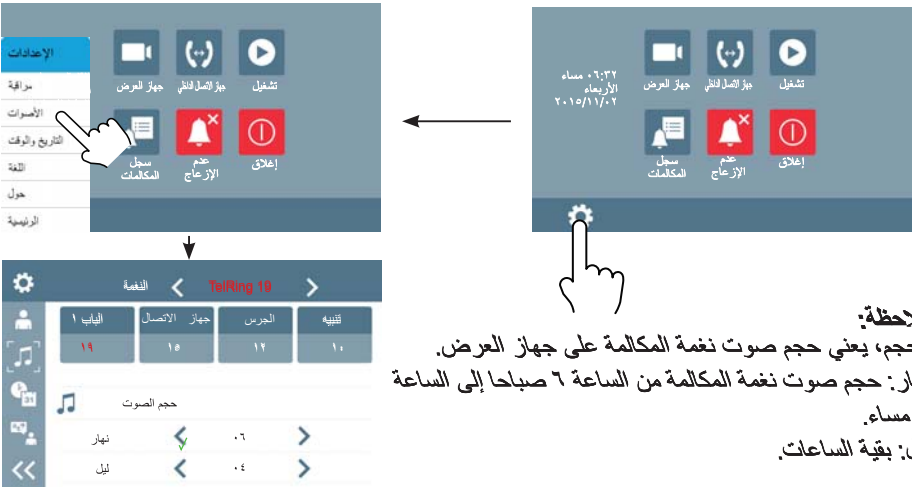 ٠٦:٣٢ مساء
الأربعاء
٢٠١٥/١١/٠٢
تشغيل
جهاز الاتصال الداخلي
جهاز العرض
إغلاق
عدم الإزعاج
سجل المكالمات
الإعدادات
مراقبة
الأصوات
التاريخ والوقت
اللغة
حول
الرئيسية
تشغيل
جهاز الاتصال الداخلي
جهاز العرض
إغلاق
عدم الإزعاج
سجل المكالمات
النغمة < TelRing 19 >
الباب ١ جهاز الاتصال الجرس تنبيه
١٩ ١٥ ١٢ ١٠
31
حجم الصوت
نهار < ٠٦ >
ليل < ٠٤ >
حجم، يعني حجم صوت نغمة المكالمة على جهاز العرض.
حجم صوت نغمة المكالمة من الساعة ٦ صباحا إلى الساعة
مساء.
: بقية الساعات.